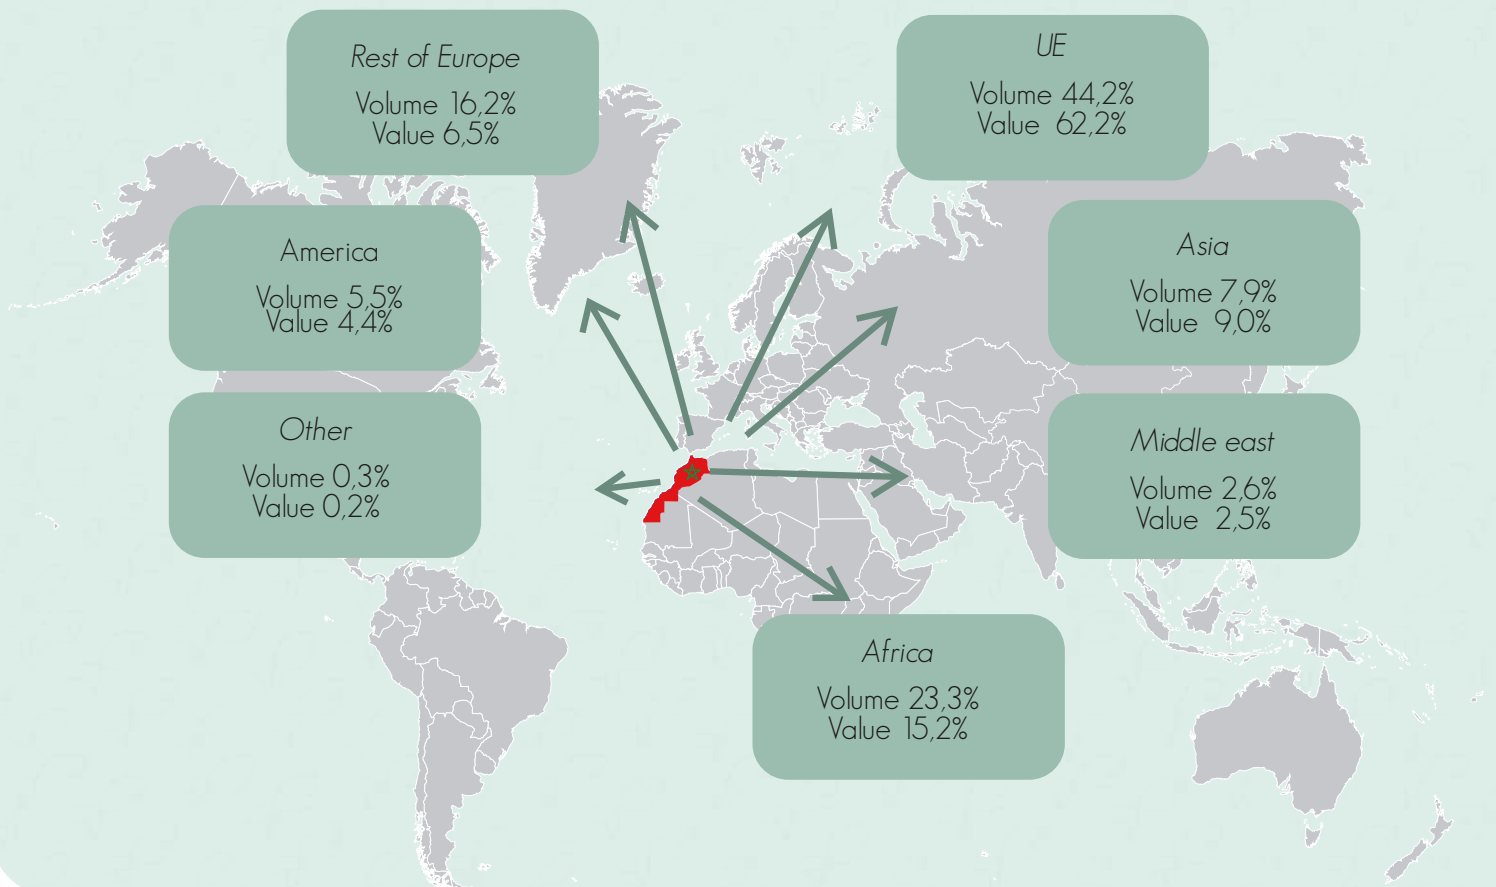 Rest of Europe
Volume 16,2%
Value 6,5%
UE
Volume 44,2%
Value 62,2%
America
Volume 5,5%
Value 4,4%
Asia
Volume 7,9%
Value 9,0%
Other
Volume 0,3%
Value 0,2%
Middle east
Volume 2,6%
Value 2,5%
Africa
Volume 23,3%
Value 15,2%